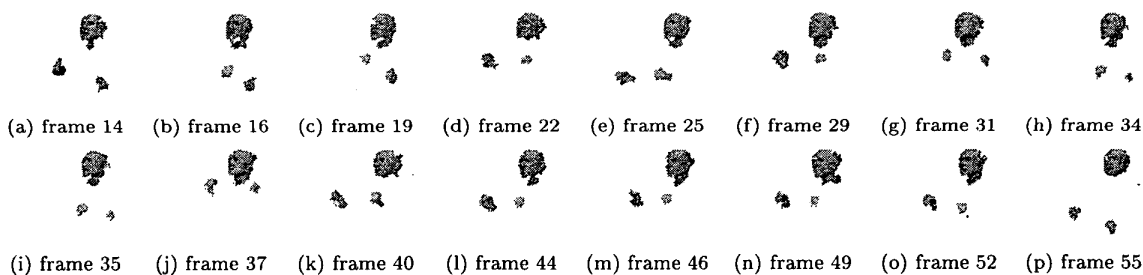 (a) frame 14 (b) frame 16 (c) frame 19 (d) frame 22 (e) frame 25 (f) frame 29 (g) frame 31 (h) frame 34
(i) frame 35 (j) frame 37 (k) frame 40 (l) frame 44 (m) frame 46 (n) frame 49 (o) frame 52 (p) frame 55